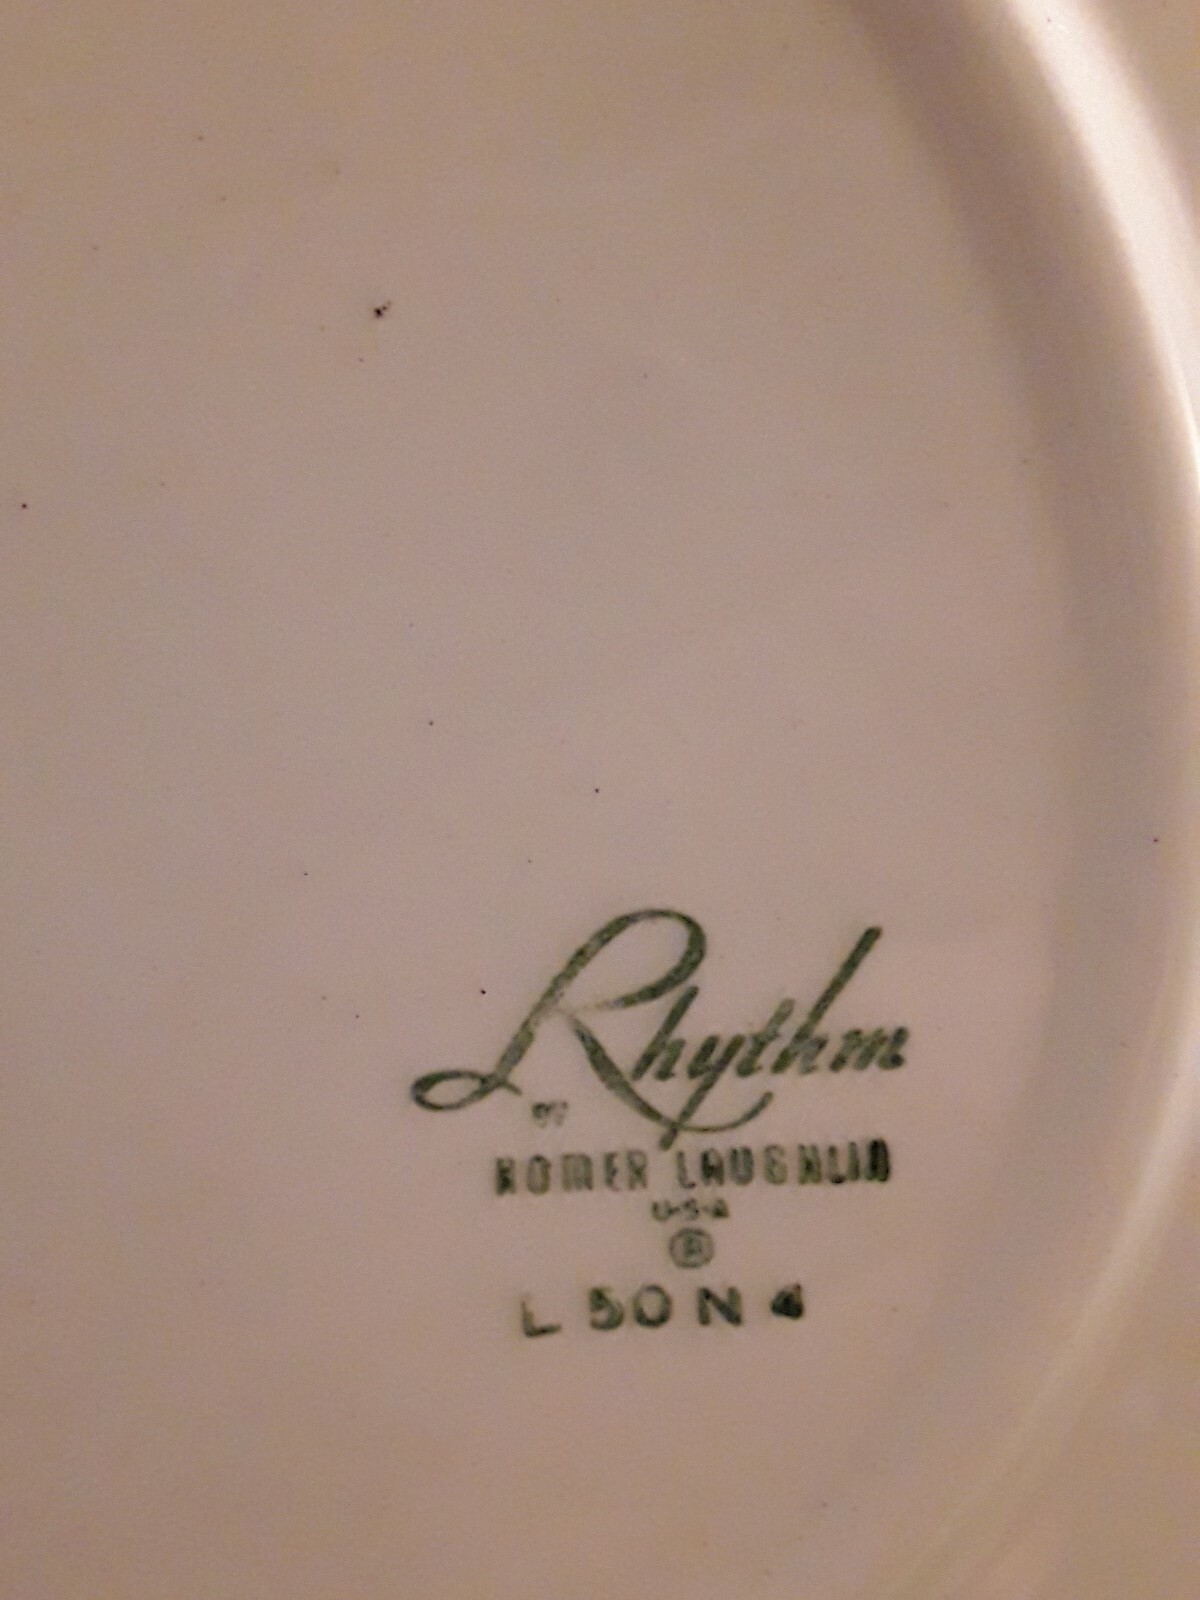 Rhythm
BY
HOMER LAUGHLIN
U-S-A
®
L 50 N 4